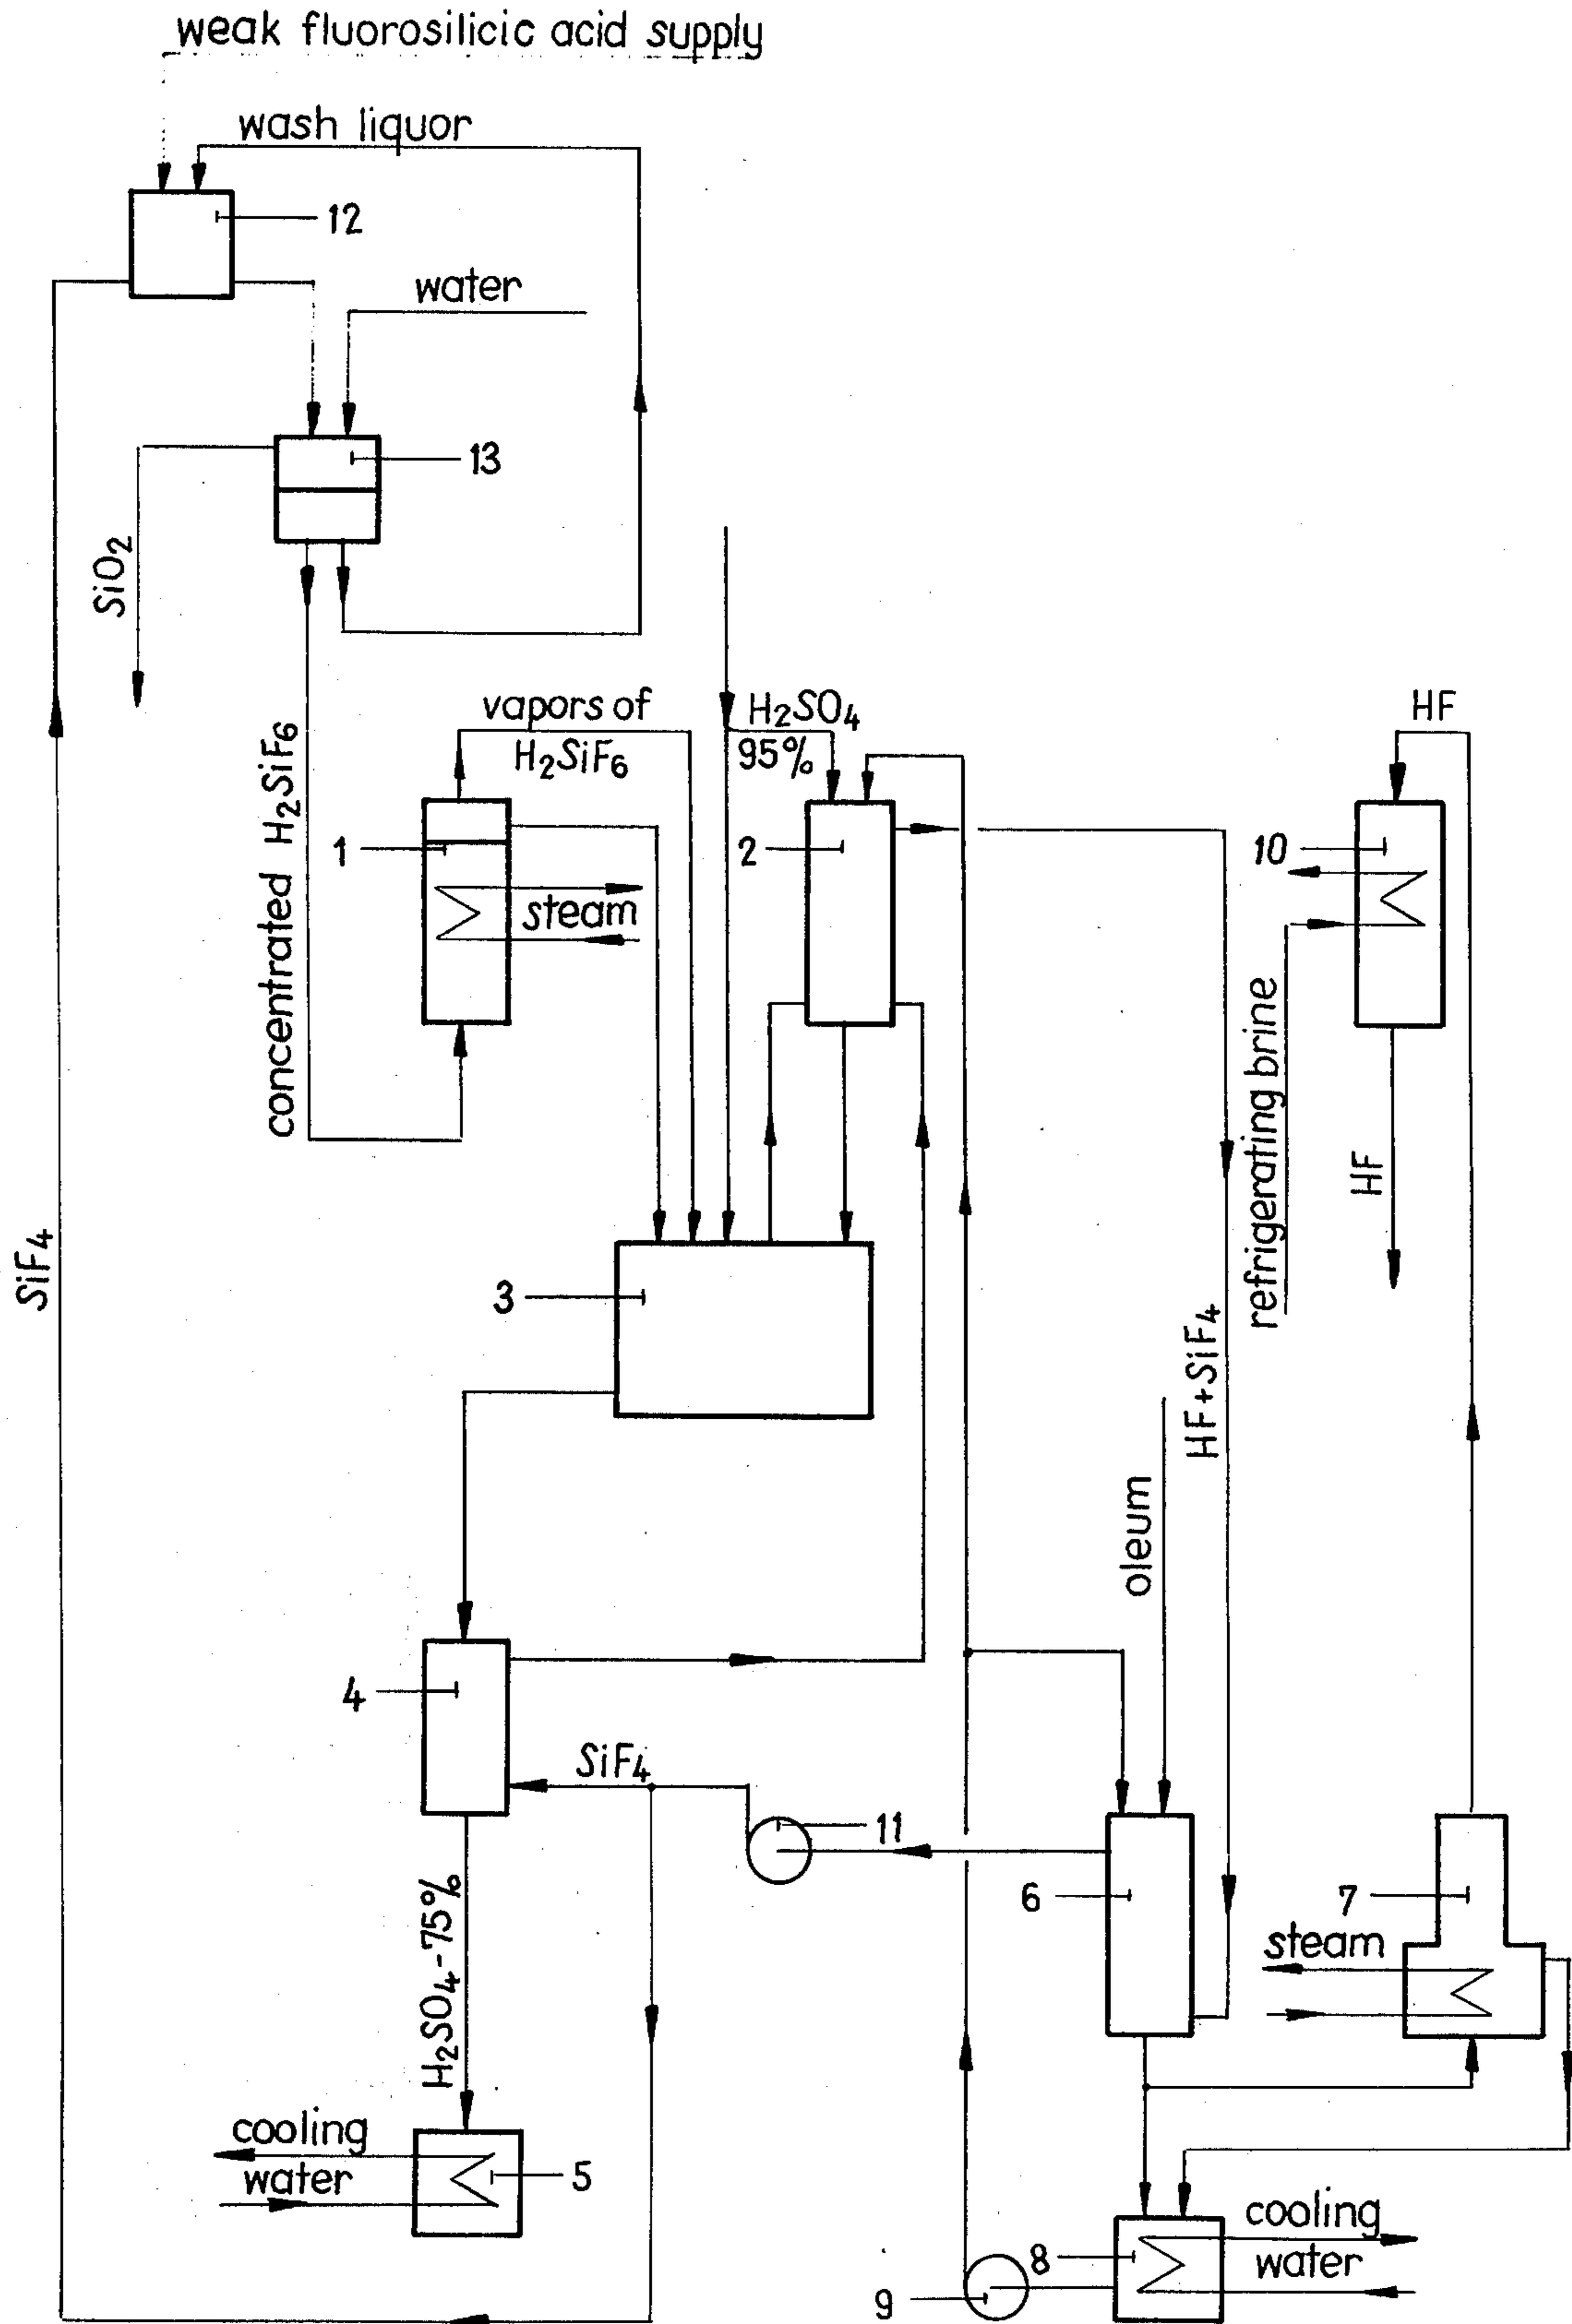 weak fluorosilicic acid supply
wash liquor
12
water
13
SiO2
vapors of
H2SiF6
H2SO4
95%
HF
concentrated H2SiF6
1
steam
2
10
refrigerating brine
HF
SiF4
3
HF+SiF4
oleum
4
SiF4
11
6
7
steam
H2SO4-75%
cooling
water
5
cooling
water
8
9